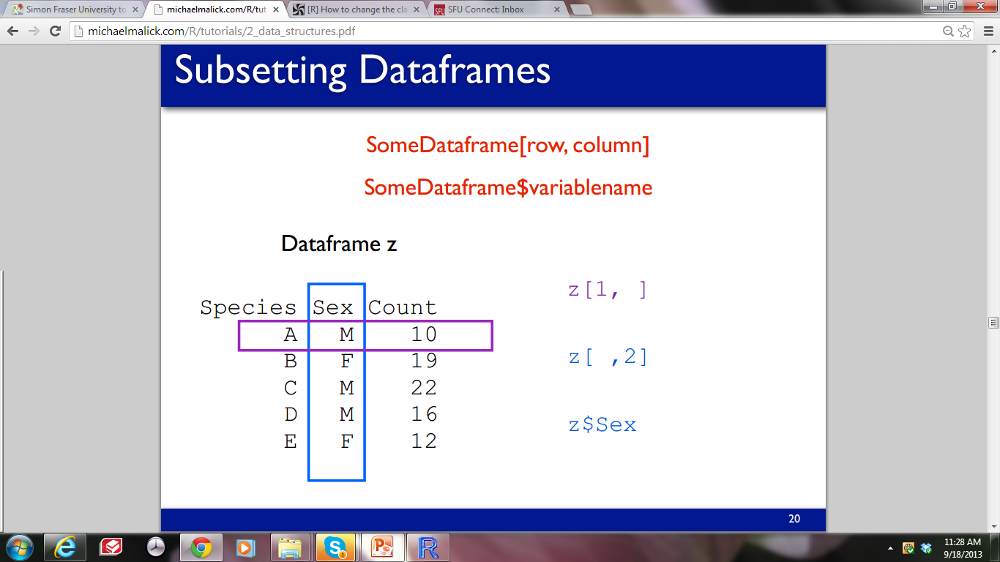 Simon Fraser University to
michaelmalick.com/R/tut
[R] How to change the cla
SFU Connect: Inbox
michaelmalick.com/R/tutorials/2_data_structures.pdf
Subsetting Dataframes
SomeDataframe[row, column]
SomeDataframe$variablename
Dataframe z
Species Sex Count
A M 10
B F 19
C M 22
D M 16
E F 12
z[1, ]
z[ ,2]
z$Sex
20
11:28 AM
9/18/2013